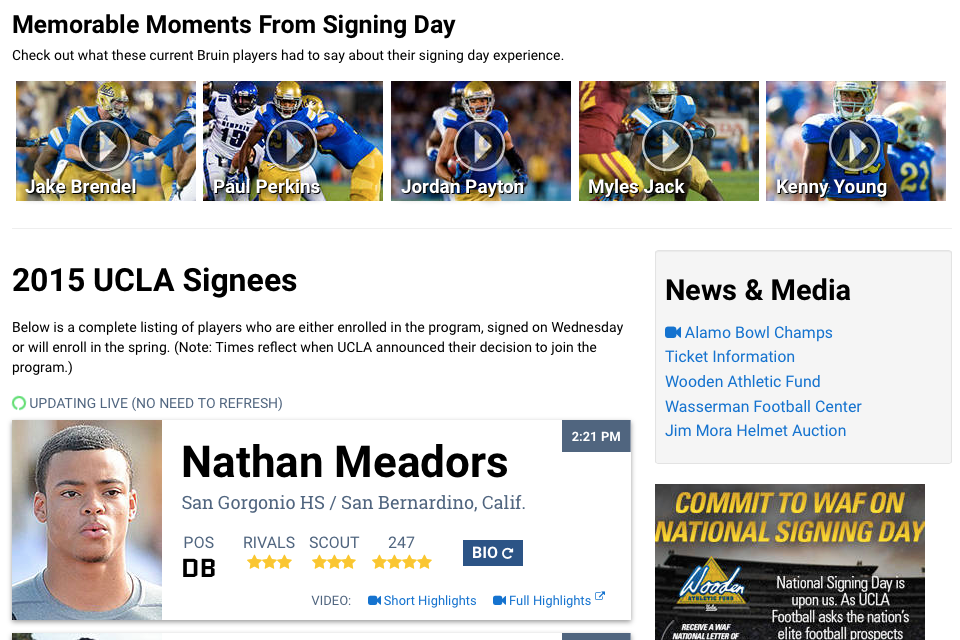 Memorable Moments From Signing Day
Check out what these current Bruin players had to say about their signing day experience.
Jake Brendel
Paul Perkins
Jordan Payton
Myles Jack
Kenny Young
2015 UCLA Signees
Below is a complete listing of players who are either enrolled in the program, signed on Wednesday
or will enroll in the spring. (Note: Times reflect when UCLA announced their decision to join the
program.)
UPDATING LIVE (NO NEED TO REFRESH)
2:21 PM
Nathan Meadors
San Gorgonio HS / San Bernardino, Calif.
POS RIVALS SCOUT 247
DB
BIO
VIDEO: Short Highlights Full Highlights
News & Media
Alamo Bowl Champs
Ticket Information
Wooden Athletic Fund
Wasserman Football Center
Jim Mora Helmet Auction
COMMIT TO WAF ON
NATIONAL SIGNING DAY
Wooden
ATHLETIC FUND
RECEIVE A WAF
NATIONAL LETTER OF
National Signing Day is
upon us. As UCLA
Football asks the nation's
elite football prospects